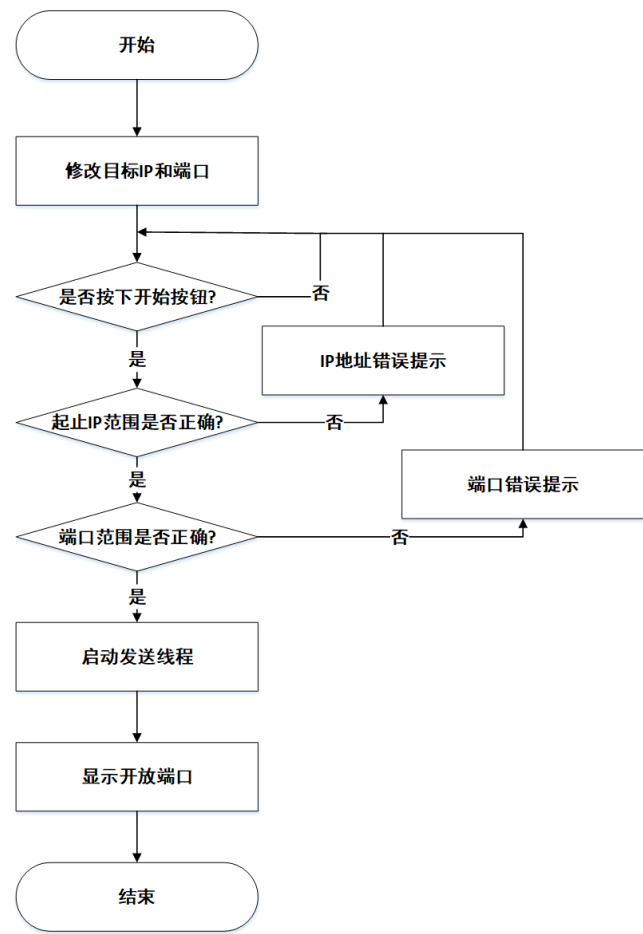 开始
修改目标IP和端口
是否按下开始按钮?
否
是
IP地址错误提示
起止IP范围是否正确?
否
是
端口错误提示
端口范围是否正确?
否
是
启动发送线程
显示开放端口
结束